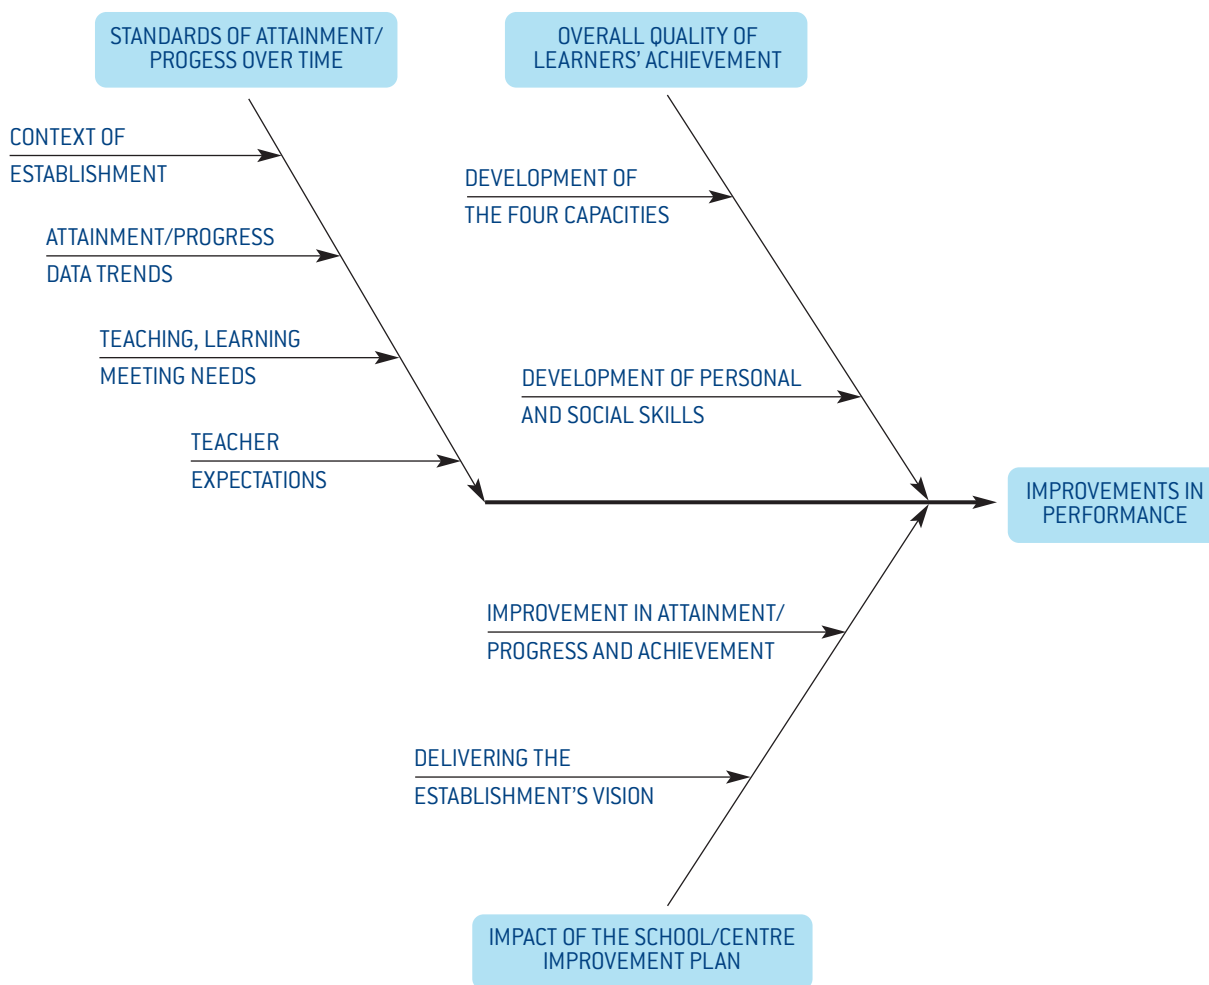 STANDARDS OF ATTAINMENT/
PROGESS OVER TIME
OVERALL QUALITY OF
LEARNERS’ ACHIEVEMENT
CONTEXT OF
ESTABLISHMENT
ATTAINMENT/PROGRESS
DATA TRENDS
TEACHING, LEARNING
MEETING NEEDS
TEACHER
EXPECTATIONS
DEVELOPMENT OF
THE FOUR CAPACITIES
DEVELOPMENT OF PERSONAL
AND SOCIAL SKILLS
IMPROVEMENTS IN
PERFORMANCE
IMPROVEMENT IN ATTAINMENT/
PROGRESS AND ACHIEVEMENT
DELIVERING THE
ESTABLISHMENT’S VISION
IMPACT OF THE SCHOOL/CENTRE
IMPROVEMENT PLAN